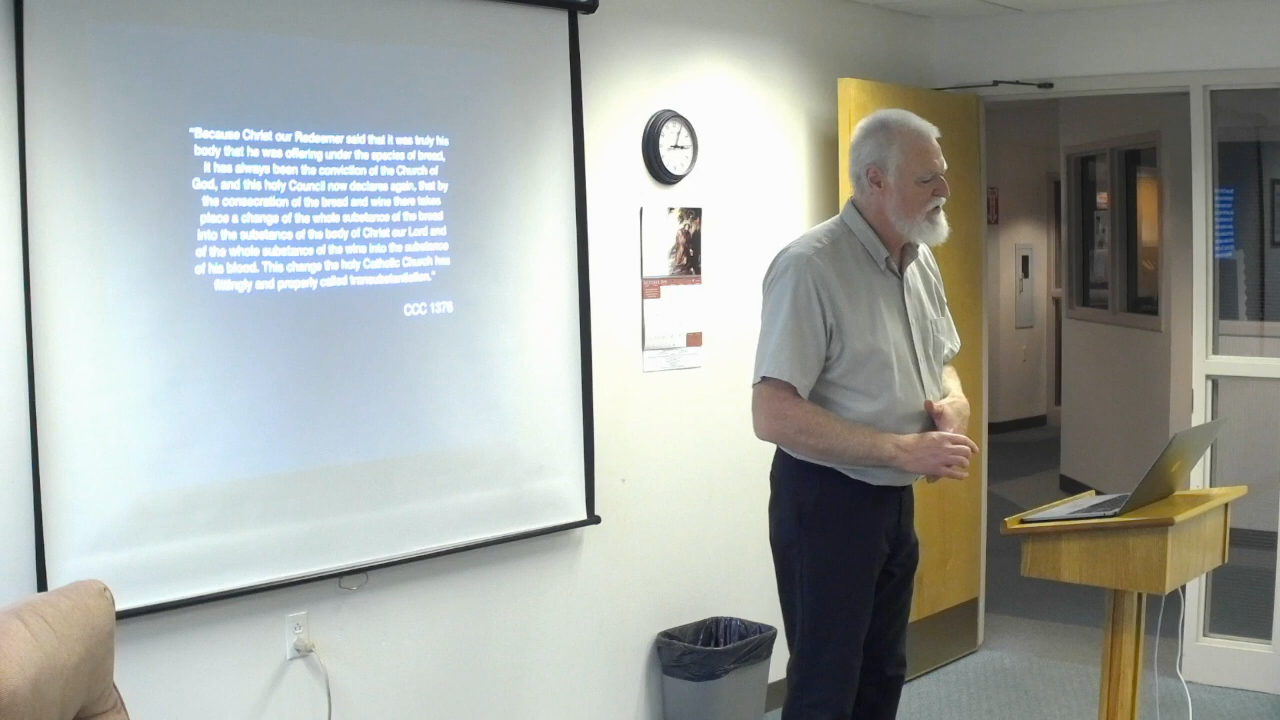 "Because Christ our Redeemer said that it was truly his
body that he was offering under the species of bread,
it has always been the conviction of the Church of
God, and this holy Council now declares again, that by
the consecration of the bread and wine there takes
place a change of the whole substance of the bread
into the substance of the body of Christ our Lord and
of the whole substance of the wine into the substance
of his blood. This change the holy Catholic Church has
fittingly and properly called transubstantiation."
CCC 1376